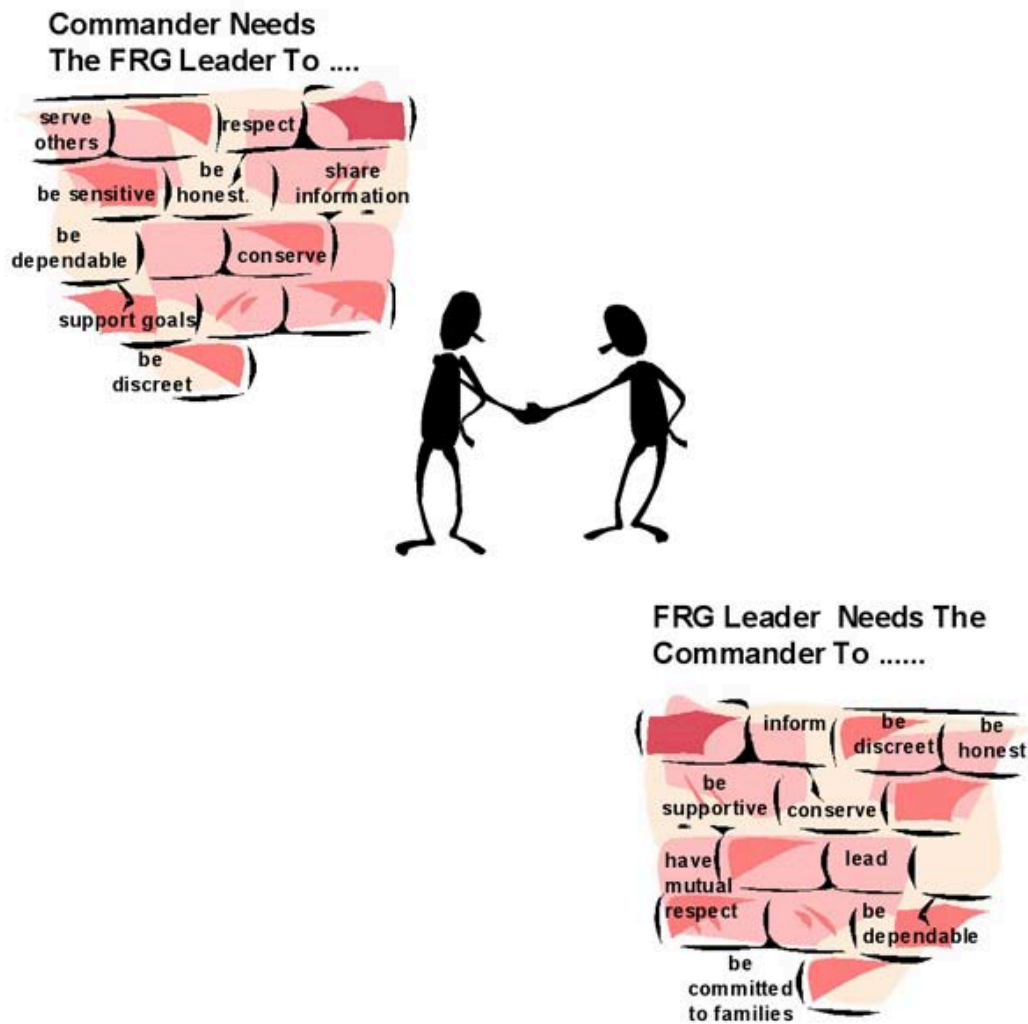 Commander Needs
The FRG Leader To ....
serve
others
respect
be sensitive
be
honest.
share
information
be
dependable
conserve
support goals
be
discreet
FRG Leader Needs The
Commander To ......
inform
be
discreet
be
honest
be
supportive
conserve
have
mutual
respect
lead
be
dependable
be
committed
to families